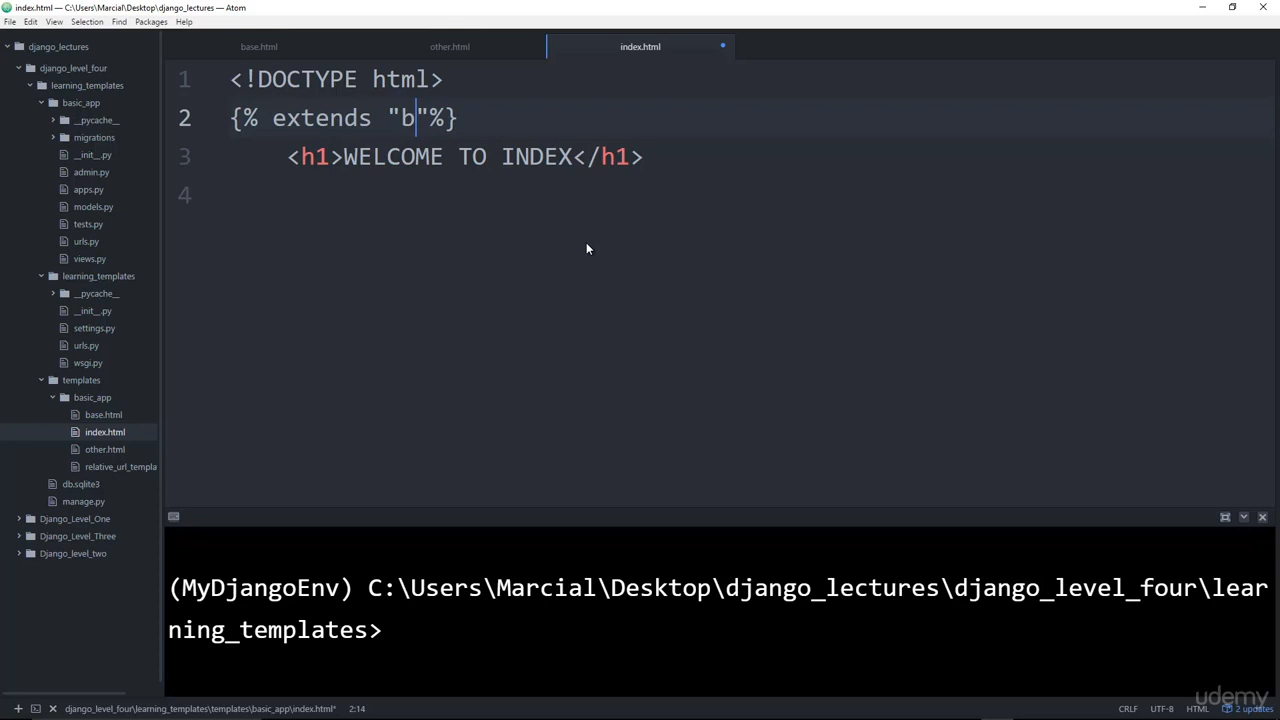 index.html — C:\Users\Marcial\Desktop\django_lectures — Atom
File Edit View Selection Find Packages Help
django_lectures
django_level_four
learning_templates
basic_app
__pycache__
migrations
__init__.py
admin.py
apps.py
models.py
tests.py
urls.py
views.py
learning_templates
__pycache__
__init__.py
settings.py
urls.py
wsgi.py
templates
basic_app
base.html
index.html
other.html
relative_url_templa
db.sqlite3
manage.py
Django_Level_One
Django_Level_Three
Django_level_two
base.html other.html index.html
1 <!DOCTYPE html>
2 {% extends "b"%}
3 <h1>WELCOME TO INDEX</h1>
4
(MyDjangoEnv) C:\Users\Marcial\Desktop\django_lectures\django_level_four\lear
ning_templates>
django_level_four\learning_templates\templates\basic_app\index.html* 2:14 CRLF UTF-8 HTML 2 updates
udemy